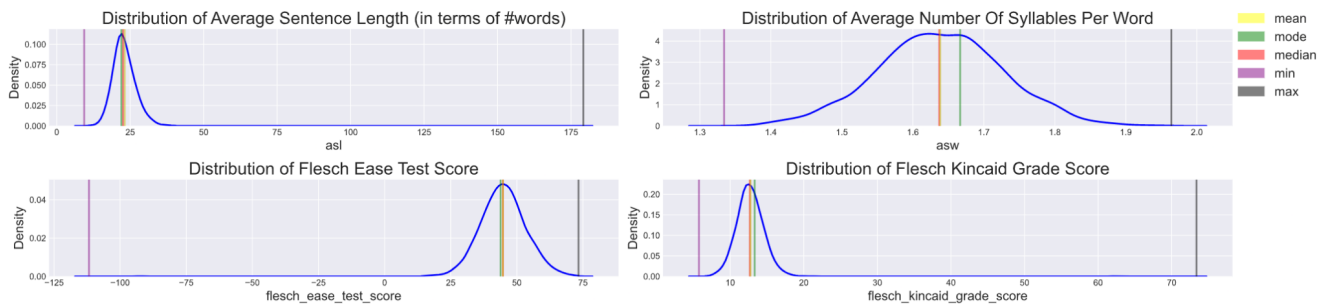 Distribution of Average Sentence Length (in terms of #words)
Density
0.100
0.075
0.050
0.025
0.000
0 25 50 75 100 125 150 175
asl
Distribution of Average Number Of Syllables Per Word
Density
4
3
2
1
0
1.3 1.4 1.5 1.6 1.7 1.8 1.9 2.0
asw
mean
mode
median
min
max
Distribution of Flesch Ease Test Score
Density
0.04
0.02
0.00
−125 −100 −75 −50 −25 0 25 50 75
flesch_ease_test_score
Distribution of Flesch Kincaid Grade Score
Density
0.20
0.15
0.10
0.05
0.00
10 20 30 40 50 60 70
flesch_kincaid_grade_score